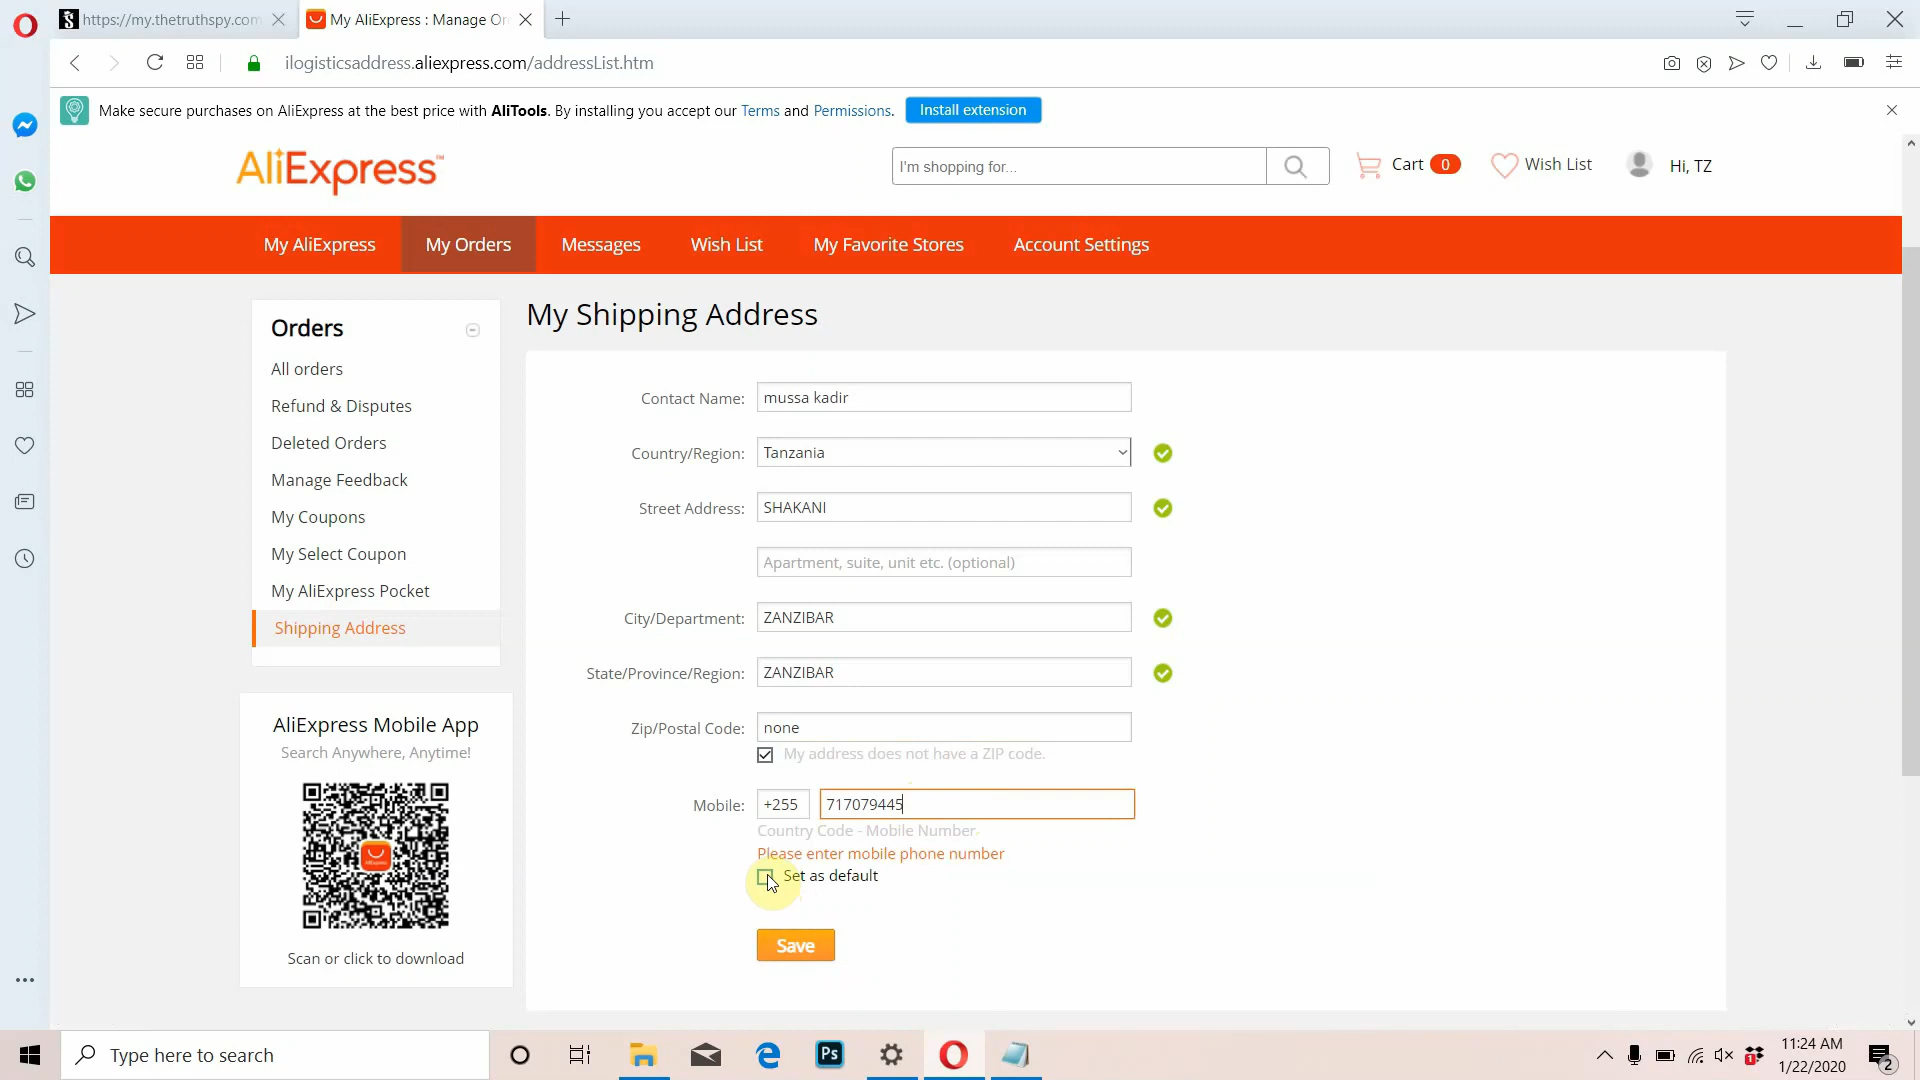 https://my.thetruthspy.com
My AliExpress : Manage Or
ilogisticsaddress.aliexpress.com/addressList.htm
Make secure purchases on AliExpress at the best price with AliTools. By installing you accept our Terms and Permissions.
Install extension
AliExpress™
I'm shopping for...
Cart 0
Wish List
Hi, TZ
My AliExpress
My Orders
Messages
Wish List
My Favorite Stores
Account Settings
Orders
All orders
Refund & Disputes
Deleted Orders
Manage Feedback
My Coupons
My Select Coupon
My AliExpress Pocket
Shipping Address
AliExpress Mobile App
Search Anywhere, Anytime!
AliExpress
Scan or click to download
My Shipping Address
Contact Name: mussa kadir
Country/Region: Tanzania
Street Address: SHAKANI
Apartment, suite, unit etc. (optional)
City/Department: ZANZIBAR
State/Province/Region: ZANZIBAR
Zip/Postal Code: none
My address does not have a ZIP code.
Mobile: +255 717079445
Country Code - Mobile Number
Please enter mobile phone number
Set as default
Save
Type here to search
Ps
11:24 AM
1/22/2020
2